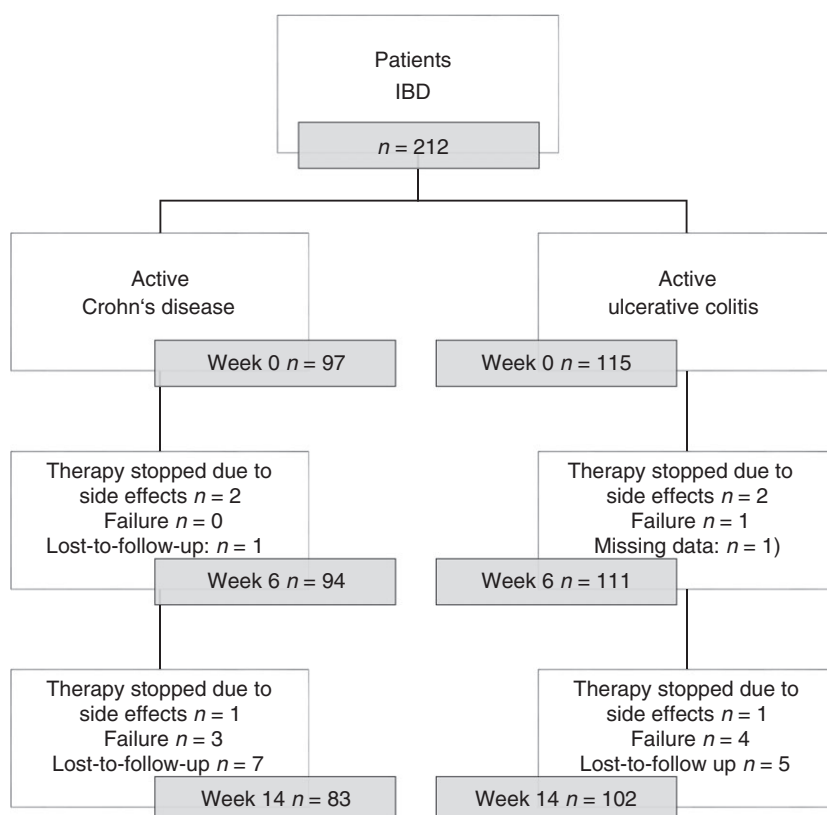 Patients
IBD
n = 212
Active
Crohn‘s disease
Week 0 n = 97
Active
ulcerative colitis
Week 0 n = 115
Therapy stopped due to
side effects n = 2
Failure n = 0
Lost-to-follow-up: n = 1
Week 6 n = 94
Therapy stopped due to
side effects n = 2
Failure n = 1
Missing data: n = 1)
Week 6 n = 111
Therapy stopped due to
side effects n = 1
Failure n = 3
Lost-to-follow-up n = 7
Week 14 n = 83
Therapy stopped due to
side effects n = 1
Failure n = 4
Lost-to-follow up n = 5
Week 14 n = 102